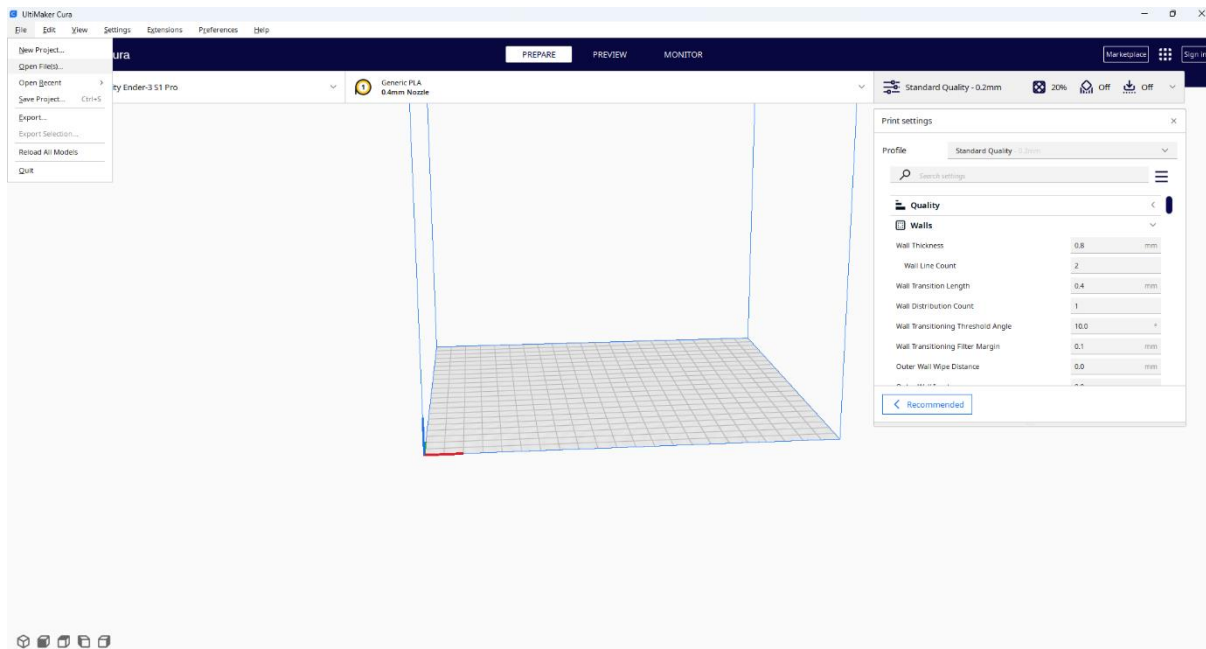 UltiMaker Cura
File Edit View Settings Extensions Preferences Help
New Project...
Open File(s)...
Open Recent
Save Project... Ctrl+S
Export...
Export Selection...
Reload All Models
Quit
ura
PREPARE PREVIEW MONITOR
Marketplace
Sign in
ty Ender-3 S1 Pro
1
Generic PLA
0.4mm Nozzle
Standard Quality - 0.2mm 20% Off Off
Print settings
Profile Standard Quality - 0.2mm
Search settings
Quality
Walls
Wall Thickness 0.8 mm
Wall Line Count 2
Wall Transition Length 0.4 mm
Wall Distribution Count 1
Wall Transitioning Threshold Angle 10.0 °
Wall Transitioning Filter Margin 0.1 mm
Outer Wall Wipe Distance 0.0 mm
Recommended